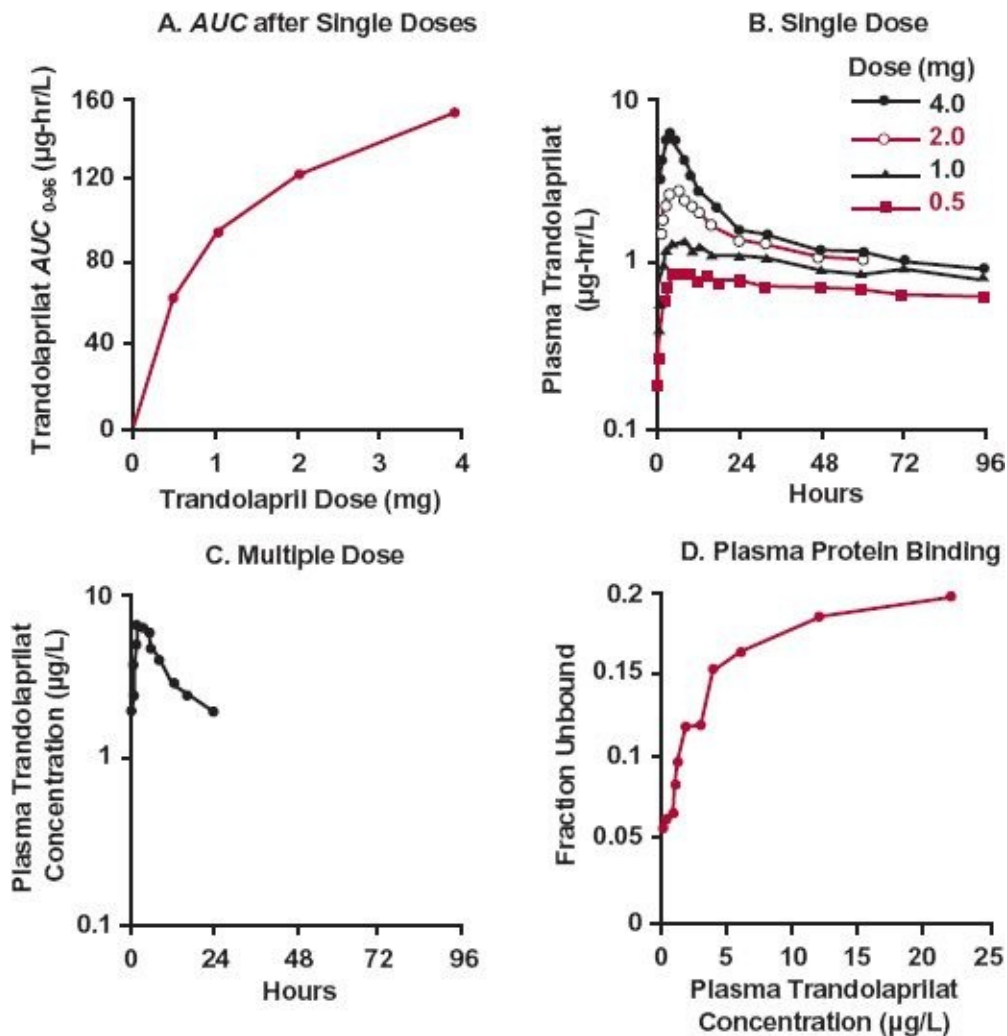 A. AUC after Single Doses
Trandolaprilat AUC 0-96 (µg-hr/L)
160
120
80
40
0
0 1 2 3 4
Trandolapril Dose (mg)
B. Single Dose
Dose (mg)
4.0
2.0
1.0
0.5
Plasma Trandolaprilat
(µg-hr/L)
10
1
0.1
0 24 48 72 96
Hours
C. Multiple Dose
Plasma Trandolaprilat
Concentration (µg/L)
10
1
0.1
0 24 48 72 96
Hours
D. Plasma Protein Binding
Fraction Unbound
0.2
0.15
0.1
0.05
0
0 5 10 15 20 25
Plasma Trandolaprilat
Concentration (µg/L)